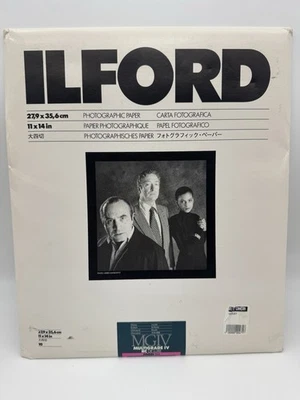 ILFORD
27,9 x 35,6 cm
PHOTOGRAPHIC PAPER
CARTA FOTOGRAFICA
11 x 14 in
PAPIER PHOTOGRAPHIQUE
PAPEL FOTOGRAFICO
大四切
PHOTOGRAPHISCHES PAPIER
フォトグラフィック・ペーパー
MGIV
MULTIGRADE IV
27,9 x 35,6 cm
11 x 14 in